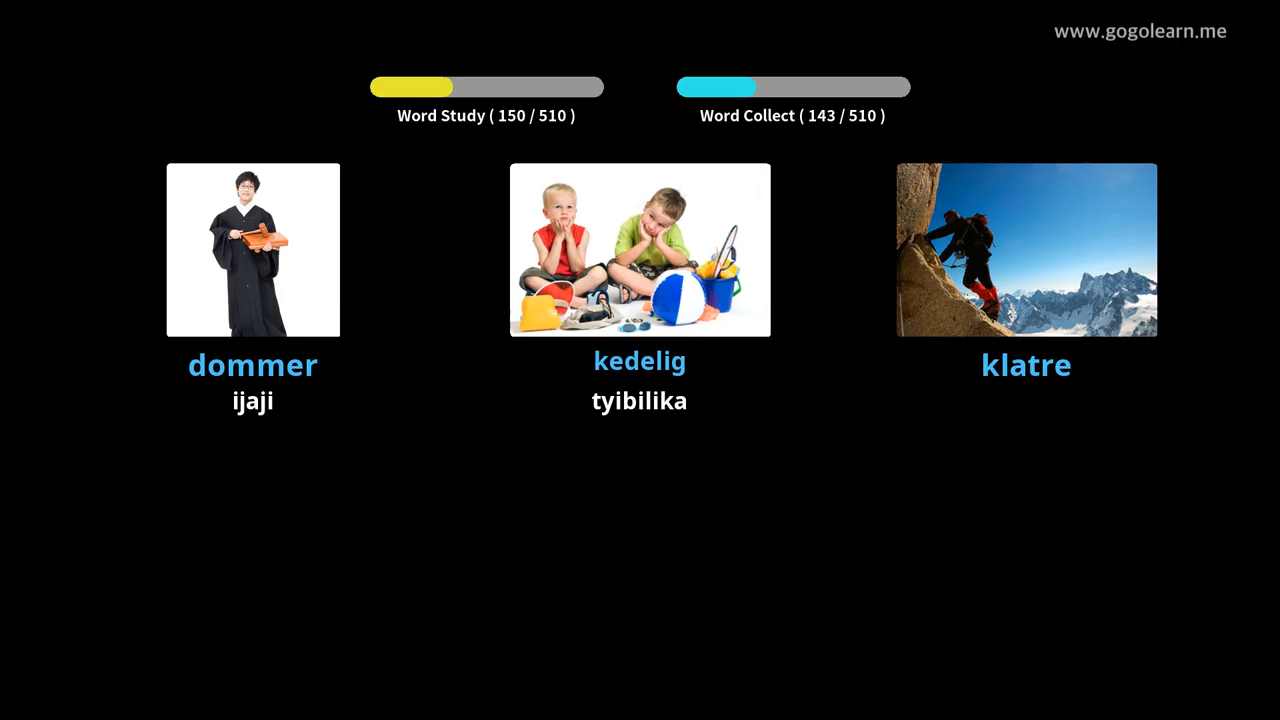 www.gogolearn.me
Word Study ( 150 / 510 )
Word Collect ( 143 / 510 )
dommer
kedelig
klatre
ijaji
tyibilika